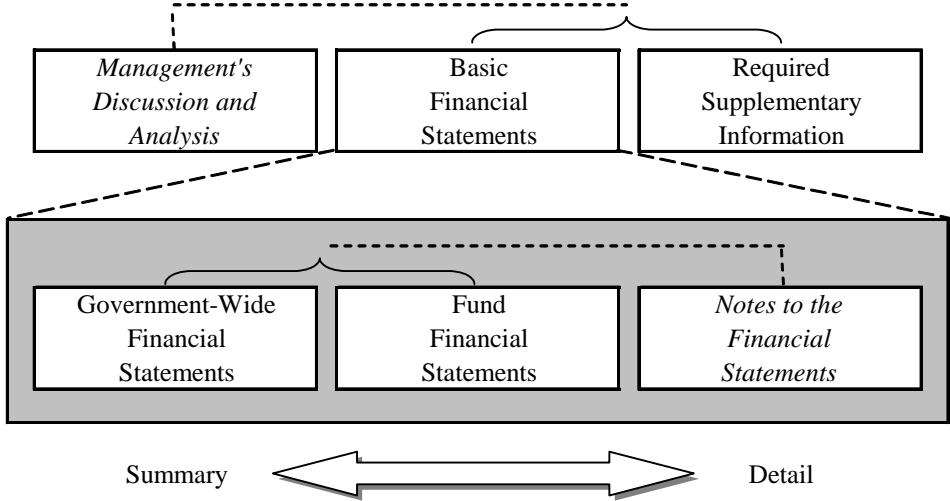 Management's
Discussion and
Analysis
Basic
Financial
Statements
Required
Supplementary
Information
Government-Wide
Financial
Statements
Fund
Financial
Statements
Notes to the
Financial
Statements
Summary
Detail